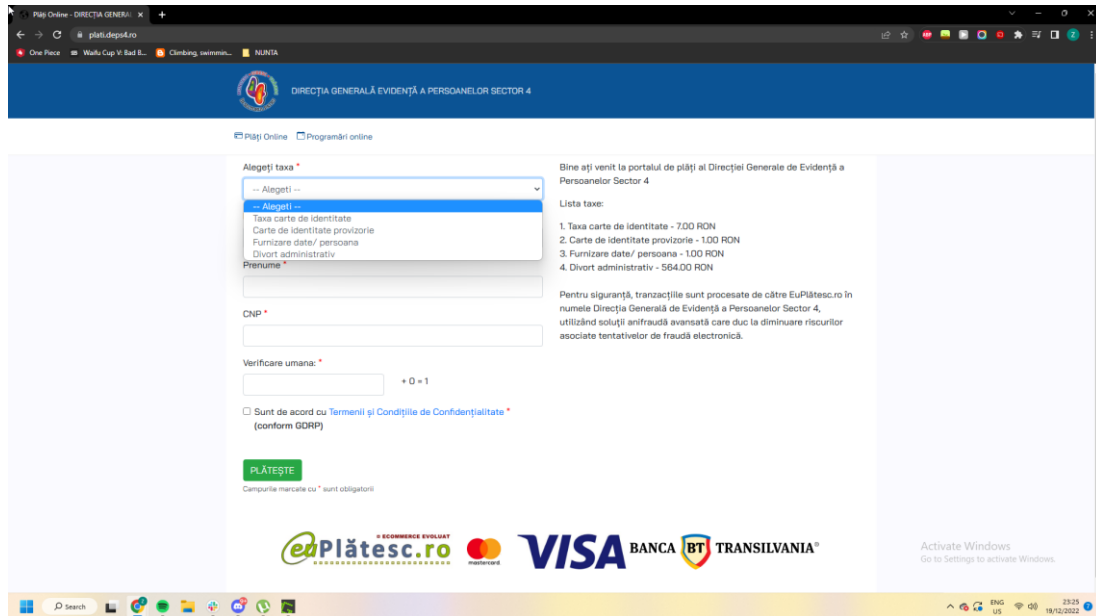 Plăți Online - DIRECȚIA GENERAL
plati.deps4.ro
One Piece
Waifu Cup V: Bad B...
Climbing, swimmin...
NUNTA
DIRECȚIA GENERALĂ EVIDENȚĂ A PERSOANELOR SECTOR 4
Plăți Online
Programări online
Alegeți taxa *
-- Alegeti --
-- Alegeti --
Taxa carte de identitate
Carte de identitate provizorie
Furnizare date/ persoana
Divort administrativ
Prenume *
CNP *
Verificare umana: *
+ 0 = 1
Sunt de acord cu Termenii și Condițiile de Confidențialitate *
(conform GDRP)
PLĂTEȘTE
Campurile marcate cu * sunt obligatorii
Bine ați venit la portalul de plăți al Direcției Generale de Evidență a
Persoanelor Sector 4
Lista taxe:
1. Taxa carte de identitate - 7.00 RON
2. Carte de identitate provizorie - 1.00 RON
3. Furnizare date/ persoana - 1.00 RON
4. Divort administrativ - 564.00 RON
Pentru siguranță, tranzacțiile sunt procesate de către EuPlătesc.ro în
numele Direcția Generală de Evidență a Persoanelor Sector 4,
utilizând soluții anifraudă avansată care duc la diminuare riscurilor
asociate tentativelor de fraudă electronică.
ECOMMERCE EVOLUAT
euPlătesc.ro
mastercard
VISA
BANCA BT TRANSILVANIA®
Activate Windows
Go to Settings to activate Windows.
Search
ENG
US
23:25
19/12/2022